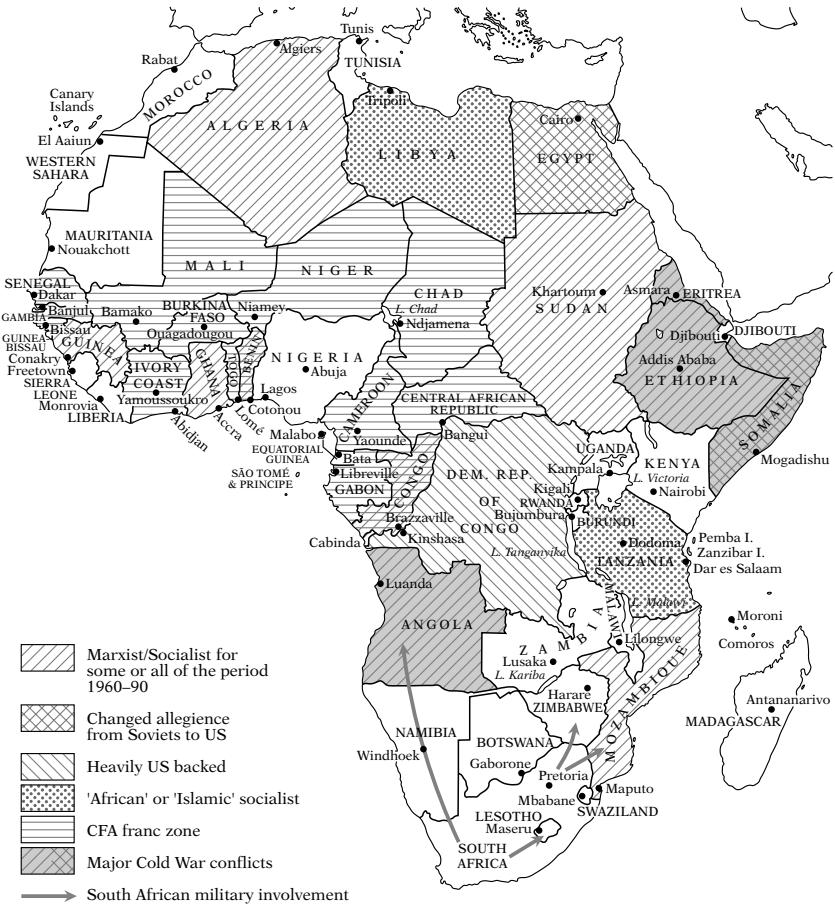 Tunis
Algiers
Rabat
TUNISIA
MOROCCO
Canary
Islands
Tripoli
El Aaiun
ALGERIA
LIBYA
Cairo
EGYPT
WESTERN
SAHARA
MAURITANIA
Nouakchott
MALI
NIGER
CHAD
L. Chad
Ndjamena
Khartoum
SUDAN
Asmara
ERITREA
SENEGAL
Dakar
GAMBIA
Banjul
Bamako
BURKINA
FASO
Niamey
Ouagadougou
GUINEA
BISSAU
Bissau
GUINEA
Conakry
Freetown
SIERRA
LEONE
Monrovia
LIBERIA
IVORY
COAST
Yamoussoukro
Abidjan
GHANA
Accra
TOGO
Lomé
BENIN
Cotonou
Lagos
NIGERIA
Abuja
Djibouti
DJIBOUTI
Addis Ababa
ETHIOPIA
SOMALIA
Mogadishu
CAMEROON
Yaounde
CENTRAL AFRICAN
REPUBLIC
Bangui
Malabo
EQUATORIAL
GUINEA
Bata
SÃO TOMÉ
& PRINCIPE
Libreville
GABON
CONGO
Brazzaville
Kinshasa
Cabinda
DEM. REP.
OF
CONGO
UGANDA
Kampala
KENYA
L. Victoria
Nairobi
Kigali
RWANDA
Bujumbura
BURUNDI
L. Tanganyika
Dodoma
TANZANIA
Pemba I.
Zanzibar I.
Dar es Salaam
Luanda
ANGOLA
ZAMBIA
Lusaka
L. Kariba
MALAWI
L. Malawi
Lilongwe
Moroni
Comoros
Harare
ZIMBABWE
MOZAMBIQUE
Antananarivo
MADAGASCAR
NAMIBIA
Windhoek
BOTSWANA
Gaborone
Pretoria
Mbabane
Maputo
SWAZILAND
LESOTHO
Maseru
SOUTH
AFRICA
Marxist/Socialist for
some or all of the period
1960–90
Changed allegience
from Soviets to US
Heavily US backed
'African' or 'Islamic' socialist
CFA franc zone
Major Cold War conflicts
South African military involvement